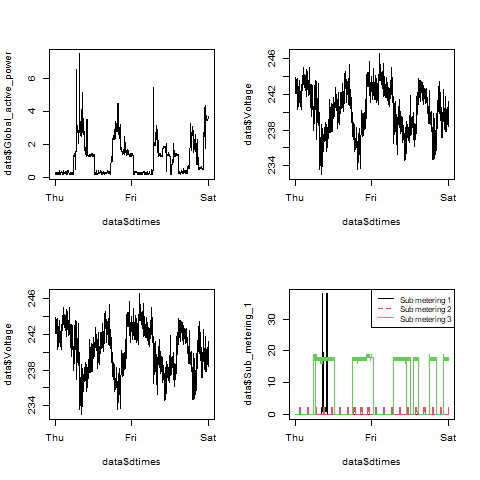 data$Global_active_power
0 2 4 6
Thu Fri Sat
data$dtimes
data$Voltage
234 238 242 246
Thu Fri Sat
data$dtimes
data$Voltage
234 238 242 246
Thu Fri Sat
data$dtimes
data$Sub_metering_1
0 10 20 30
Sub metering 1
Sub metering 2
Sub metering 3
Thu Fri Sat
data$dtimes